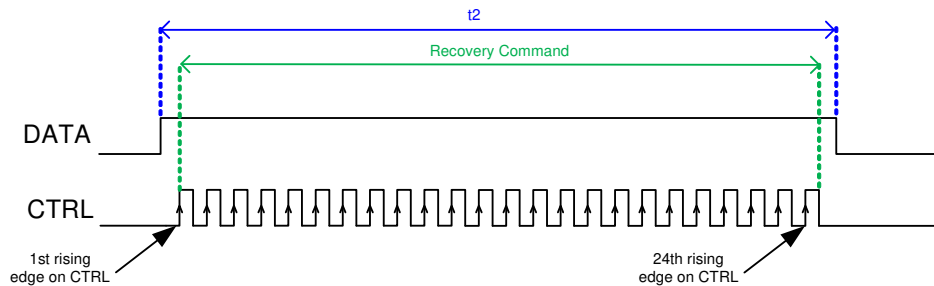 t2
Recovery Command
DATA
CTRL
1st rising
edge on CTRL
24th rising
edge on CTRL